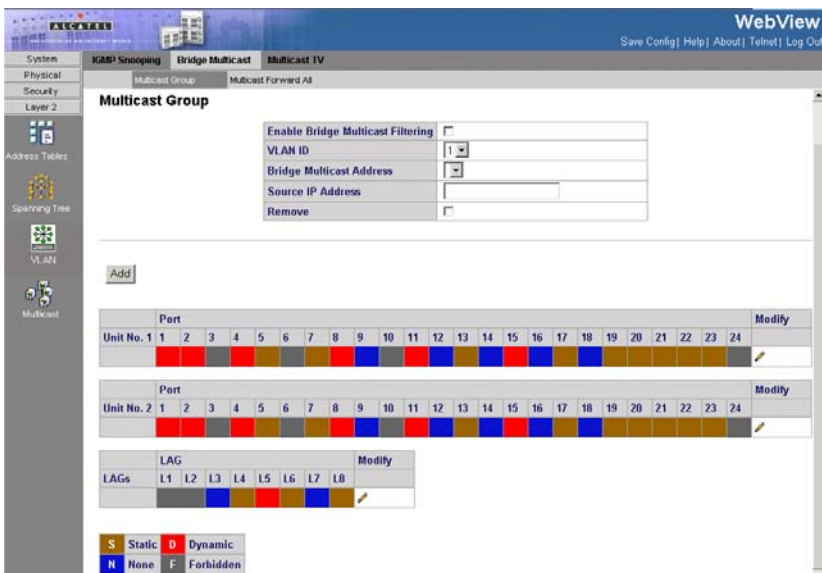 ALCATEL
WebView
Save Config| Help| About| Telnet| Log Out
System
Physical
Security
Layer 2
Address Tables
Spanning Tree
VLAN
Multicast
IGMP Snooping Bridge Multicast Multicast TV
Multicast Group Multicast Forward All
Multicast Group
Enable Bridge Multicast Filtering
VLAN ID 1
Bridge Multicast Address
Source IP Address
Remove
Add
Port Modify
Unit No. 1 1 2 3 4 5 6 7 8 9 10 11 12 13 14 15 16 17 18 19 20 21 22 23 24
Port Modify
Unit No. 2 1 2 3 4 5 6 7 8 9 10 11 12 13 14 15 16 17 18 19 20 21 22 23 24
LAG Modify
LAGs L1 L2 L3 L4 L5 L6 L7 L8
S Static D Dynamic
N None F Forbidden